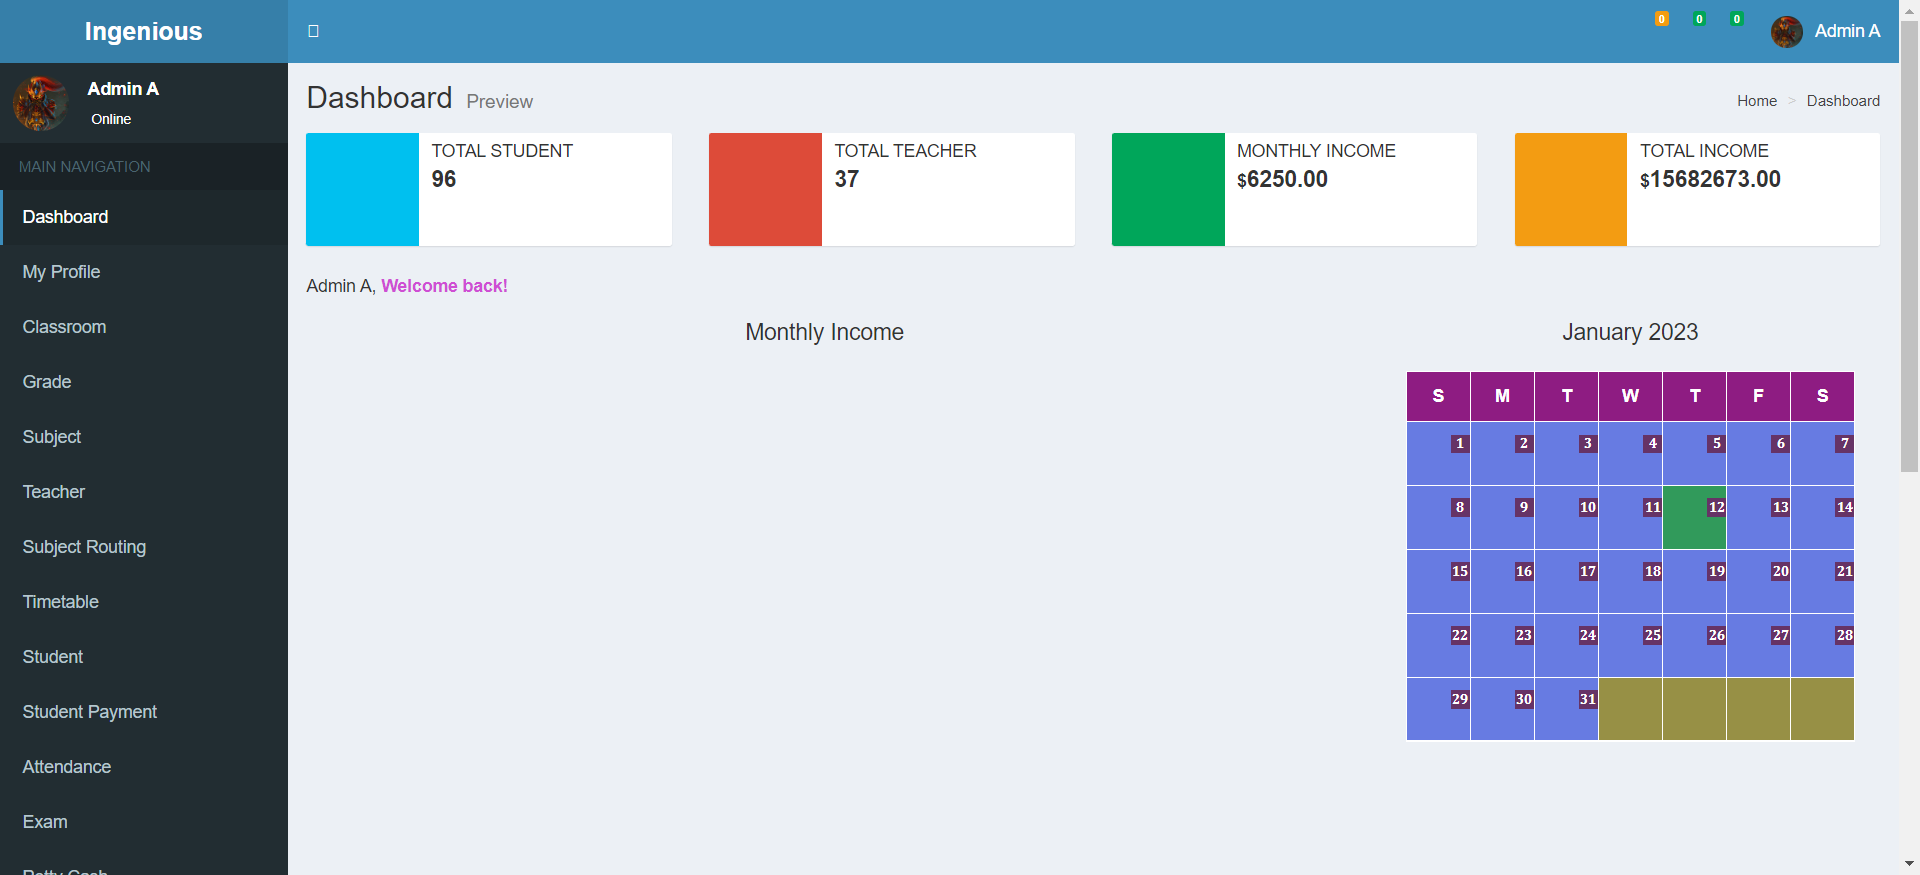 Ingenious
0 0 0 Admin A
Admin A
Online
MAIN NAVIGATION
Dashboard
My Profile
Classroom
Grade
Subject
Teacher
Subject Routing
Timetable
Student
Student Payment
Attendance
Exam
Petty Cash
Dashboard Preview
Home > Dashboard
TOTAL STUDENT
96
TOTAL TEACHER
37
MONTHLY INCOME
$6250.00
TOTAL INCOME
$15682673.00
Admin A, Welcome back!
Monthly Income
January 2023
S M T W T F S
1 2 3 4 5 6 7
8 9 10 11 12 13 14
15 16 17 18 19 20 21
22 23 24 25 26 27 28
29 30 31